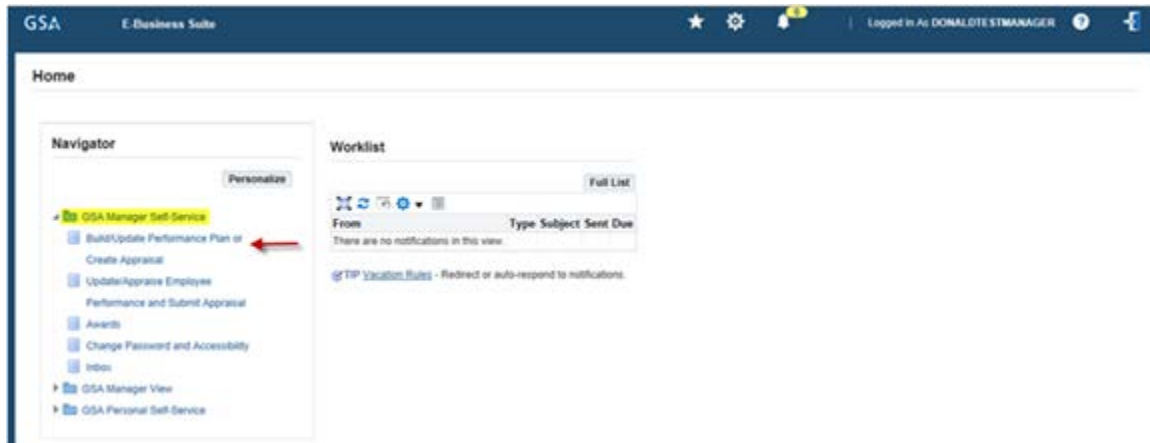 GSA E-Business Suite
Logged In As DONALDTESTMANAGER
Home
Navigator
Personalize
GSA Manager Self-Service
Build/Update Performance Plan or
Create Appraisal
Update/Appraise Employee
Performance and Submit Appraisal
Awards
Change Password and Accessibility
Inbox
GSA Manager View
GSA Personal Self-Service
Worklist
Full List
From Type Subject Sent Due
There are no notifications in this view.
TIP Vacation Rules - Redirect or auto-respond to notifications.